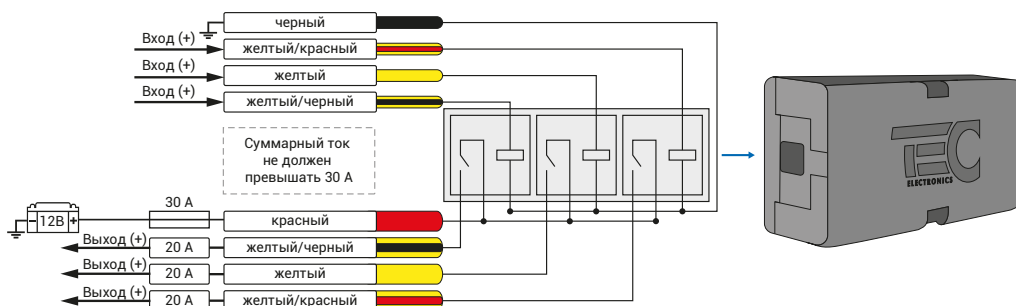 черный
Вход (+)
желтый/красный
Вход (+)
желтый
Вход (+)
желтый/черный
Суммарный ток
не должен
превышать 30 А
TEC
ELECTRONICS
30 А
- 12В +
красный
Выход (+)
20 А
желтый/черный
Выход (+)
20 А
желтый
Выход (+)
20 А
желтый/красный